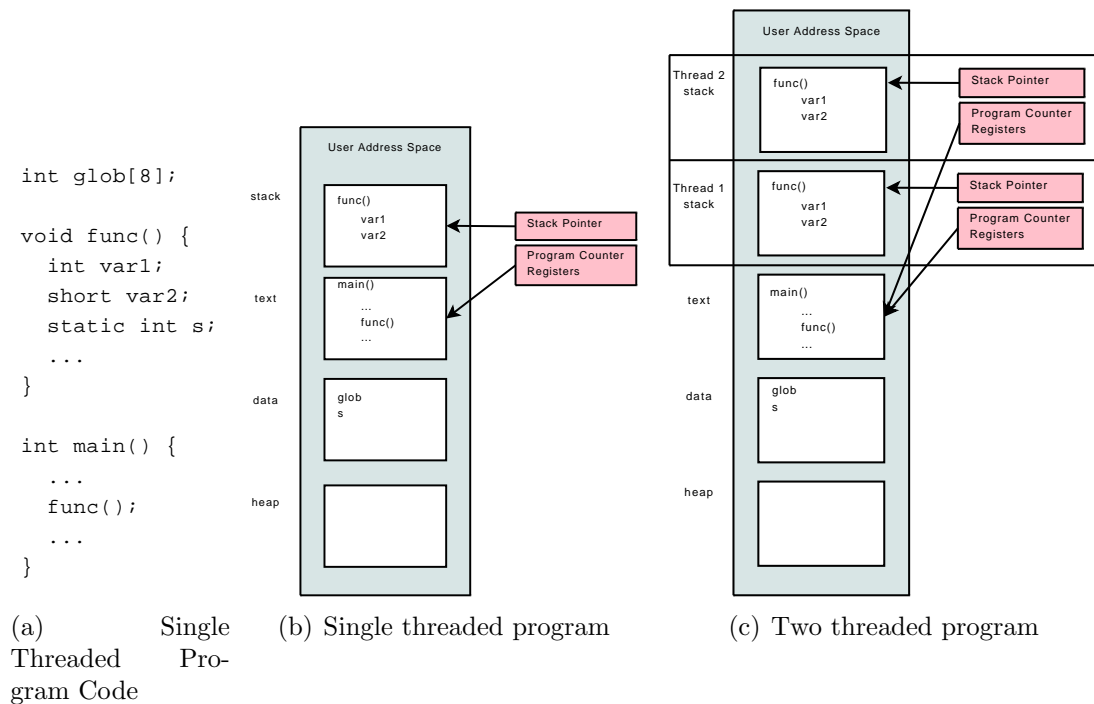 int glob[8];
void func() {
int var1;
short var2;
static int s;
...
}
int main() {
...
func();
...
}
(a) Single
Threaded Pro-
gram Code
User Address Space
stack
func()
var1
var2
Stack Pointer
Program Counter
Registers
text
main()
...
func()
...
data
glob
s
heap
(b) Single threaded program
User Address Space
Thread 2
stack
func()
var1
var2
Stack Pointer
Program Counter
Registers
Thread 1
stack
func()
var1
var2
Stack Pointer
Program Counter
Registers
text
main()
...
func()
...
data
glob
s
heap
(c) Two threaded program